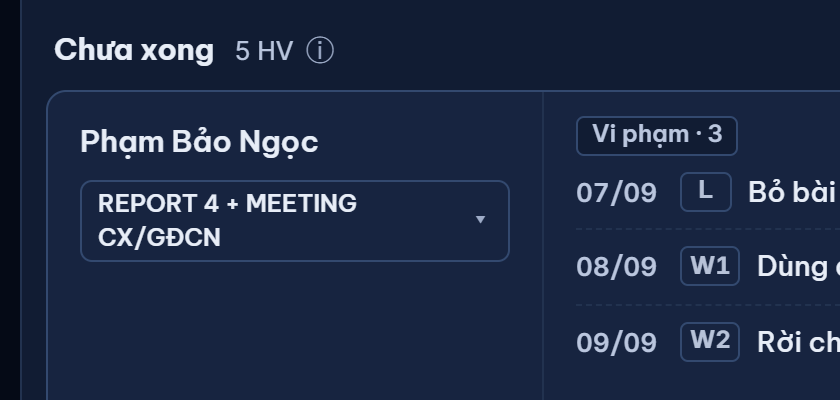 Chưa xong 5 HV ⓘ
Phạm Bảo Ngọc
REPORT 4 + MEETING
CX/GĐCN
Vi phạm · 3
07/09 L Bỏ bài
08/09 W1 Dùng
09/09 W2 Rời